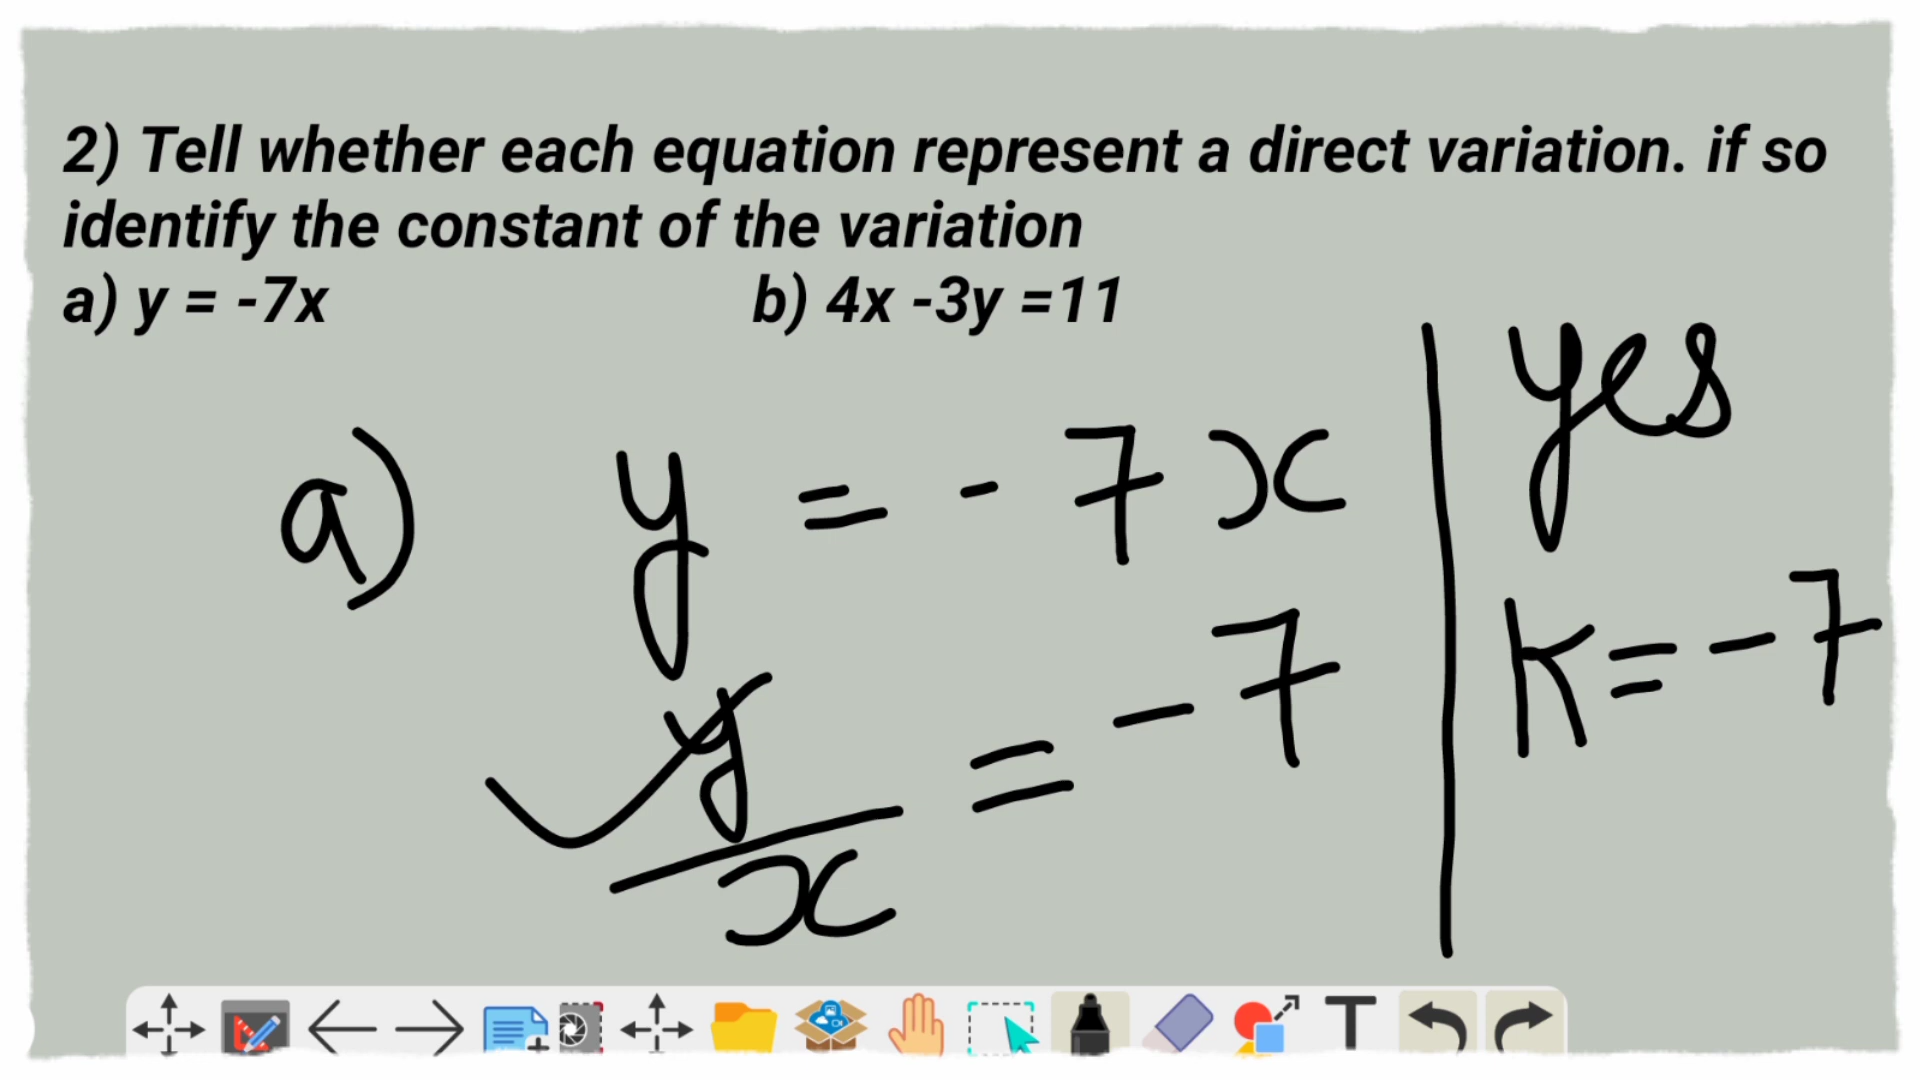 2) Tell whether each equation represent a direct variation. if so
identify the constant of the variation
a) y = -7x b) 4x -3y =11
a) y = - 7x
y/x = - 7
yes
K = - 7
T